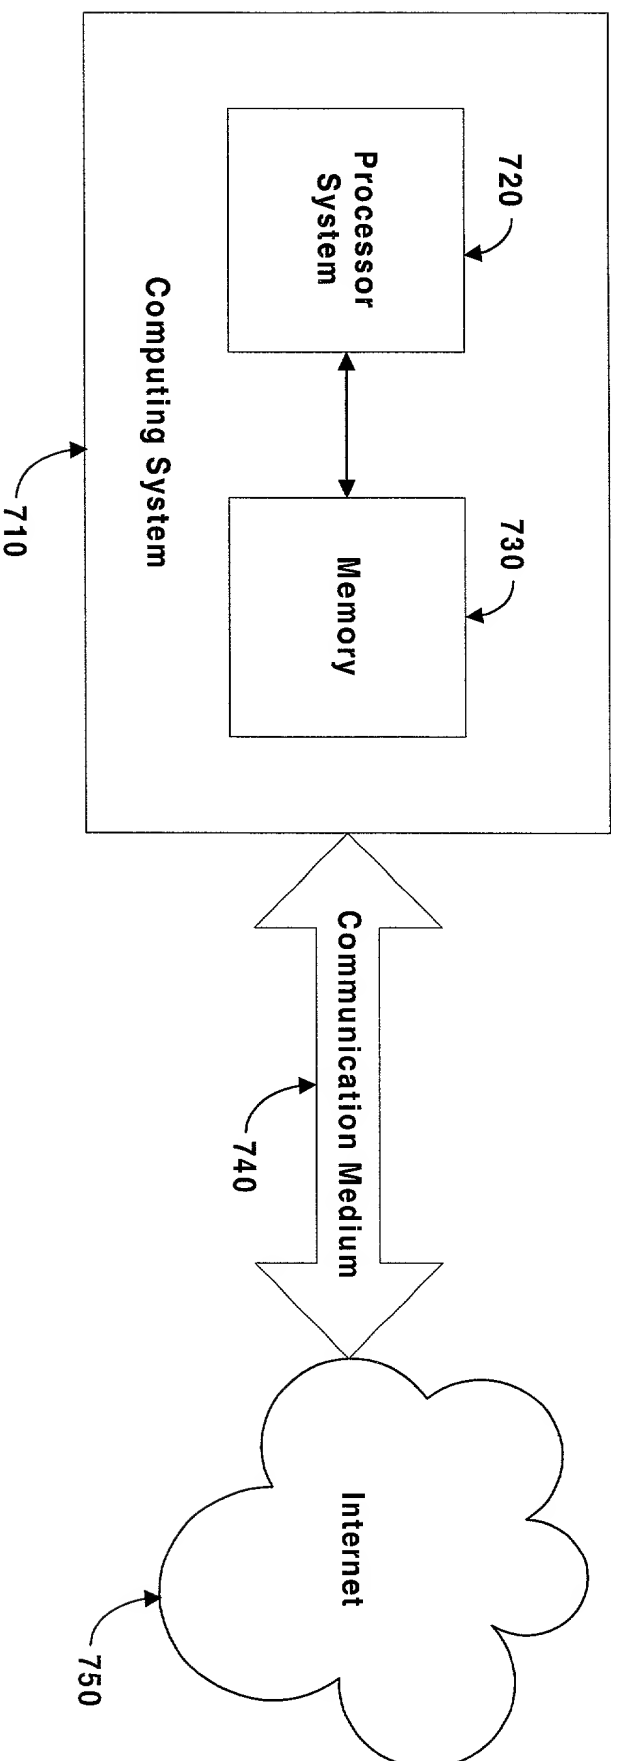 720
Processor
System
730
Memory
Computing System
710
Communication Medium
740
Internet
750